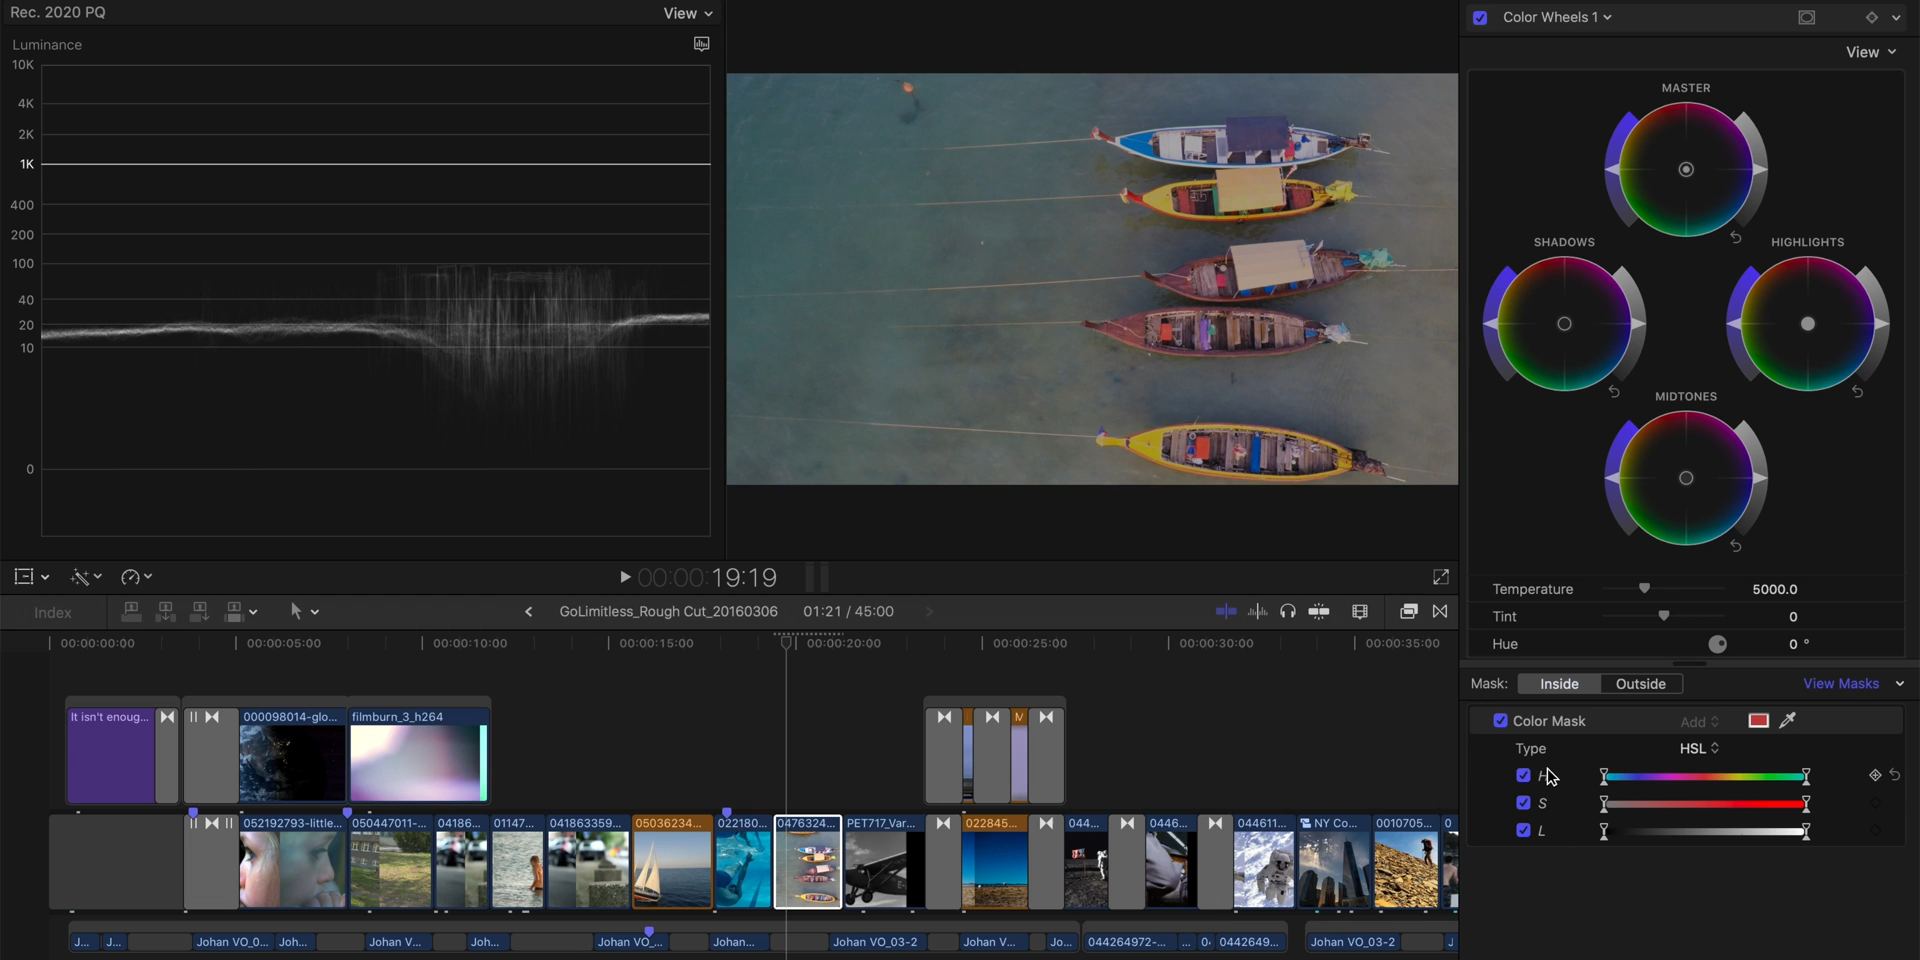 Rec. 2020 PQ
View
Luminance
10K
4K
2K
1K
400
200
100
40
20
10
0
Color Wheels 1
View
MASTER
SHADOWS
HIGHLIGHTS
MIDTONES
Temperature 5000.0
Tint 0
Hue 0 °
Mask: Inside Outside View Masks
Color Mask Add
Type HSL
S
L
00:00:00:19:19
Index
GoLimitless_Rough Cut_20160306 01:21 / 45:00
00:00:00:00 00:00:05:00 00:00:10:00 00:00:15:00 00:00:20:00 00:00:25:00 00:00:30:00 00:00:35:00
It isn't enoug... 000098014-glo... filmburn_3_h264 M
052192793-little... 050447011-... 04186... 01147... 041863359... 05036234... 022180... 0476324... PET717_Var... 022845... 044... 0446... 044611... NY Co... 0010705... 0
J... J... Johan VO_0... Joh... Johan V... Joh... Johan VO_... Johan... Johan VO_03-2 Johan V... Jo... 044264972-... ... 0 0442649... Johan VO_03-2 J